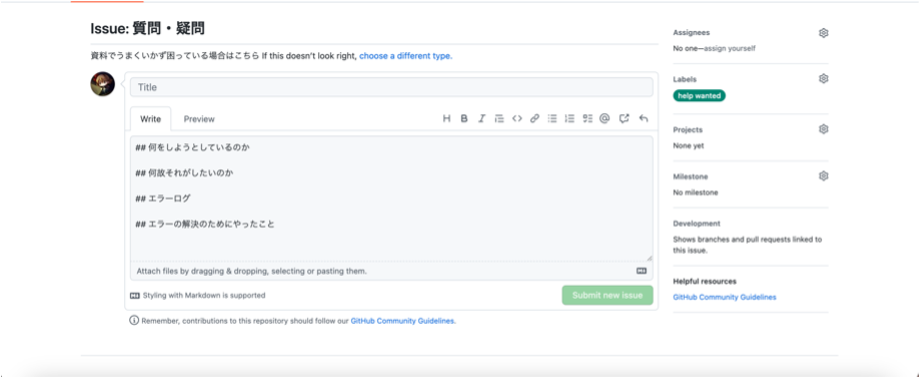 Issue: 質問・疑問
資料でうまくいかず困っている場合はこちら If this doesn't look right, choose a different type.
Title
Write Preview
## 何をしようとしているのか
## 何故それがしたいのか
## エラーログ
## エラーの解決のためにやったこと
Attach files by dragging & dropping, selecting or pasting them.
Styling with Markdown is supported
Submit new issue
Remember, contributions to this repository should follow our GitHub Community Guidelines.
Assignees
No one—assign yourself
Labels
help wanted
Projects
None yet
Milestone
No milestone
Development
Shows branches and pull requests linked to
this issue.
Helpful resources
GitHub Community Guidelines